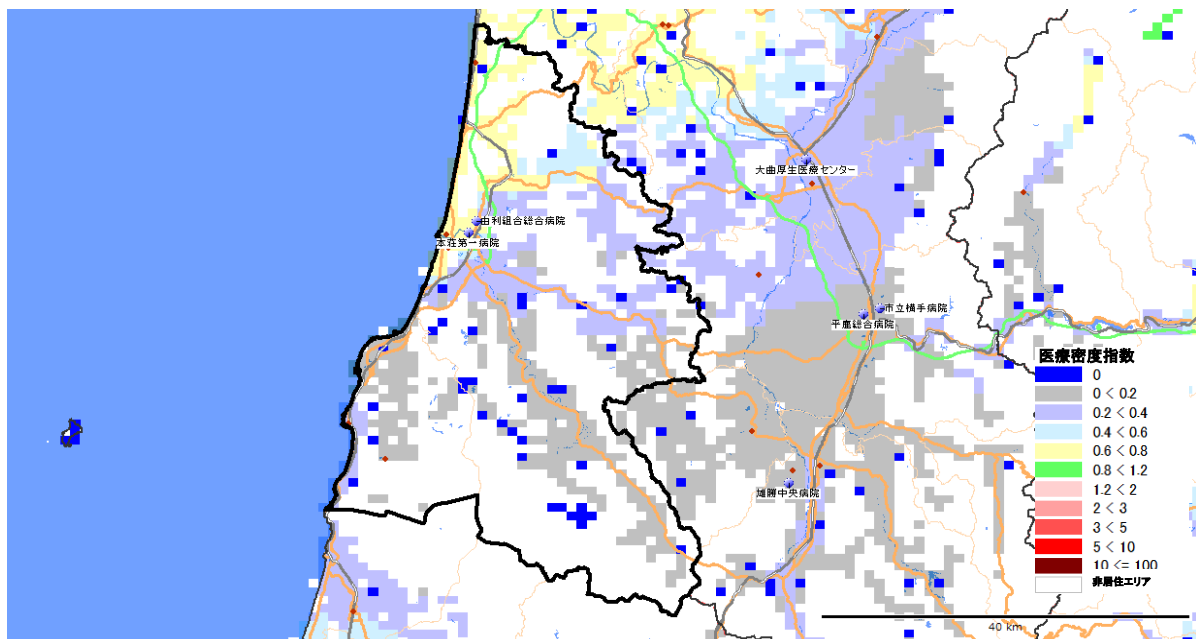 大曲厚生医療センター
由利組合総合病院
本荘第一病院
市立横手病院
平鹿総合病院
雄勝中央病院
医療密度指数
0
0 < 0.2
0.2 < 0.4
0.4 < 0.6
0.6 < 0.8
0.8 < 1.2
1.2 < 2
2 < 3
3 < 5
5 < 10
10 <= 100
非居住エリア
40 km